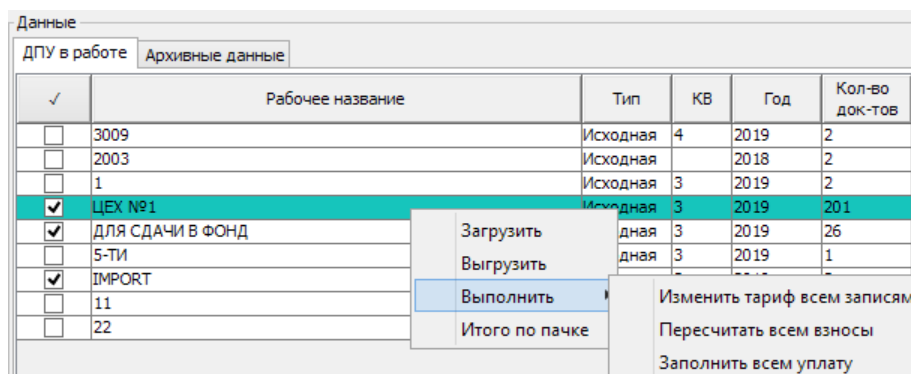 Данные
ДПУ в работе Архивные данные
✓ Рабочее название Тип КВ Год Кол-во док-тов
3009 Исходная 4 2019 2
2003 Исходная 2018 2
1 Исходная 3 2019 2
ЦЕХ №1 Исходная 3 2019 201
ДЛЯ СДАЧИ В ФОНД дная 3 2019 26
5-ТИ дная 3 2019 1
IMPORT
11
22
Загрузить
Выгрузить
Выполнить
Итого по пачке
Изменить тариф всем записям
Пересчитать всем взносы
Заполнить всем уплату